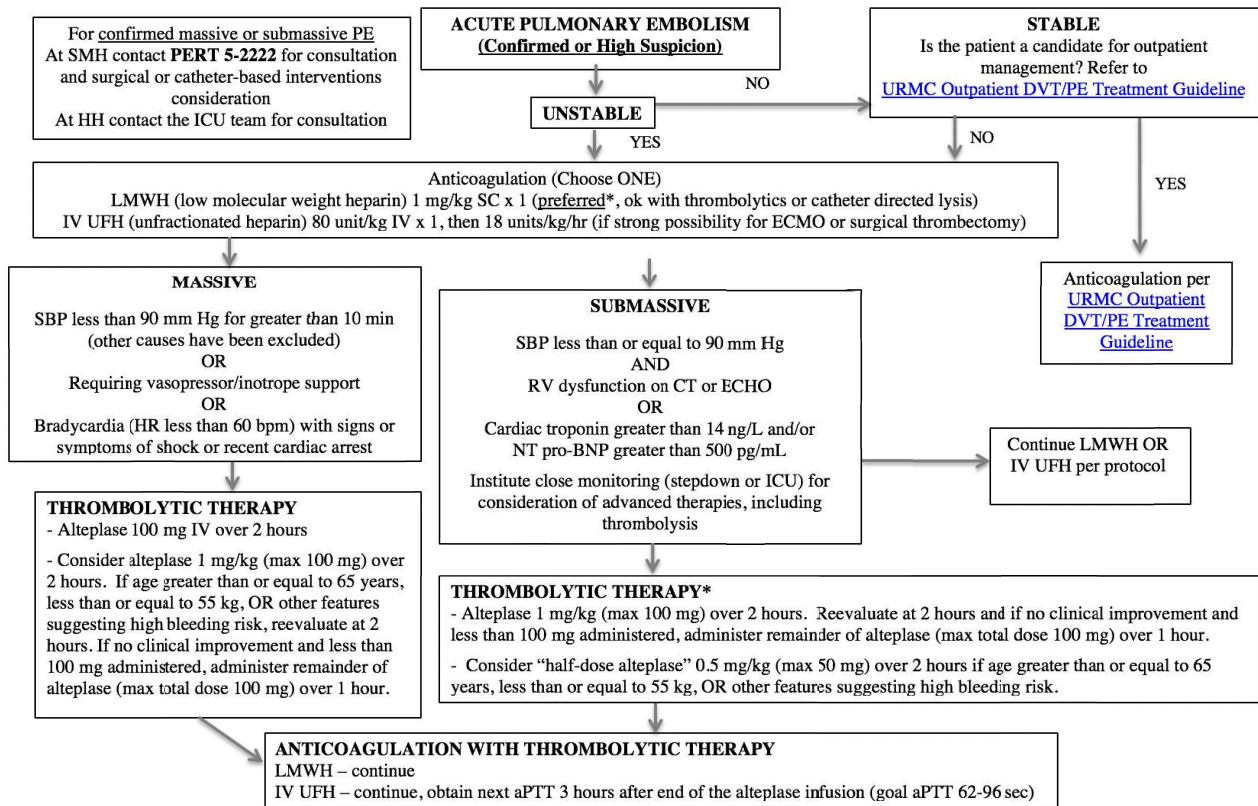 For confirmed massive or submassive PE
At SMH contact PERT 5-2222 for consultation
and surgical or catheter-based interventions
consideration
At HH contact the ICU team for consultation
ACUTE PULMONARY EMBOLISM
(Confirmed or High Suspicion)
NO
UNSTABLE
YES
STABLE
Is the patient a candidate for outpatient
management? Refer to
URMC Outpatient DVT/PE Treatment Guideline
NO
YES
Anticoagulation (Choose ONE)
LMWH (low molecular weight heparin) 1 mg/kg SC x 1 (preferred*, ok with thrombolytics or catheter directed lysis)
IV UFH (unfractionated heparin) 80 unit/kg IV x 1, then 18 units/kg/hr (if strong possibility for ECMO or surgical thrombectomy)
Anticoagulation per
URMC Outpatient
DVT/PE Treatment
Guideline
MASSIVE
SBP less than 90 mm Hg for greater than 10 min
(other causes have been excluded)
OR
Requiring vasopressor/inotrope support
OR
Bradycardia (HR less than 60 bpm) with signs or
symptoms of shock or recent cardiac arrest
SUBMASSIVE
SBP less than or equal to 90 mm Hg
AND
RV dysfunction on CT or ECHO
OR
Cardiac troponin greater than 14 ng/L and/or
NT pro-BNP greater than 500 pg/mL
Institute close monitoring (stepdown or ICU) for
consideration of advanced therapies, including
thrombolysis
Continue LMWH OR
IV UFH per protocol
THROMBOLYTIC THERAPY
- Alteplase 100 mg IV over 2 hours
- Consider alteplase 1 mg/kg (max 100 mg) over
2 hours. If age greater than or equal to 65 years,
less than or equal to 55 kg, OR other features
suggesting high bleeding risk, reevaluate at 2
hours. If no clinical improvement and less than
100 mg administered, administer remainder of
alteplase (max total dose 100 mg) over 1 hour.
THROMBOLYTIC THERAPY*
- Alteplase 1 mg/kg (max 100 mg) over 2 hours. Reevaluate at 2 hours and if no clinical improvement and
less than 100 mg administered, administer remainder of alteplase (max total dose 100 mg) over 1 hour.
- Consider “half-dose alteplase” 0.5 mg/kg (max 50 mg) over 2 hours if age greater than or equal to 65
years, less than or equal to 55 kg, OR other features suggesting high bleeding risk.
ANTICOAGULATION WITH THROMBOLYTIC THERAPY
LMWH – continue
IV UFH – continue, obtain next aPTT 3 hours after end of the alteplase infusion (goal aPTT 62-96 sec)